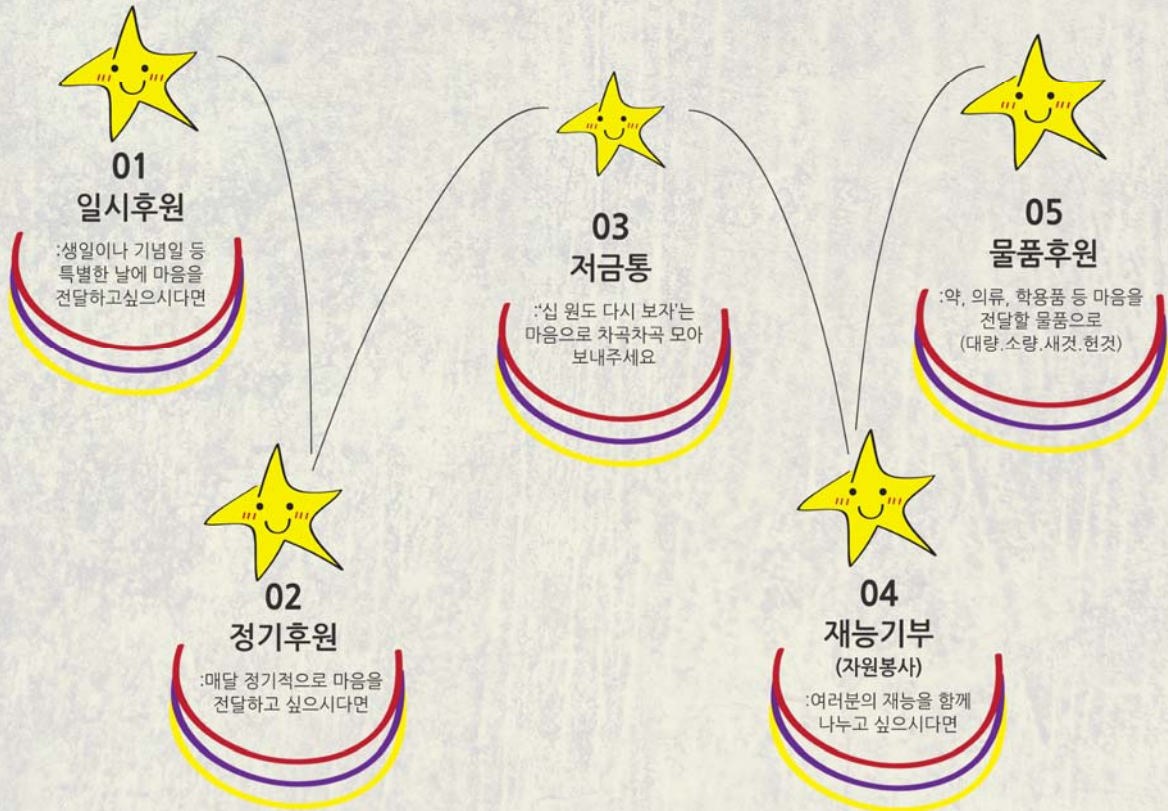 01
일시후원
:생일이나 기념일 등
특별한 날에 마음을
전달하고싶으시다면
02
정기후원
:매달 정기적으로 마음을
전달하고 싶으시다면
03
저금통
:'십 원도 다시 보자'는
마음으로 차곡차곡 모아
보내주세요
04
재능기부
(자원봉사)
:여러분의 재능을 함께
나누고 싶으시다면
05
물품후원
:약, 의류, 학용품 등 마음을
전달할 물품으로
(대량.소량.새것.헌것)